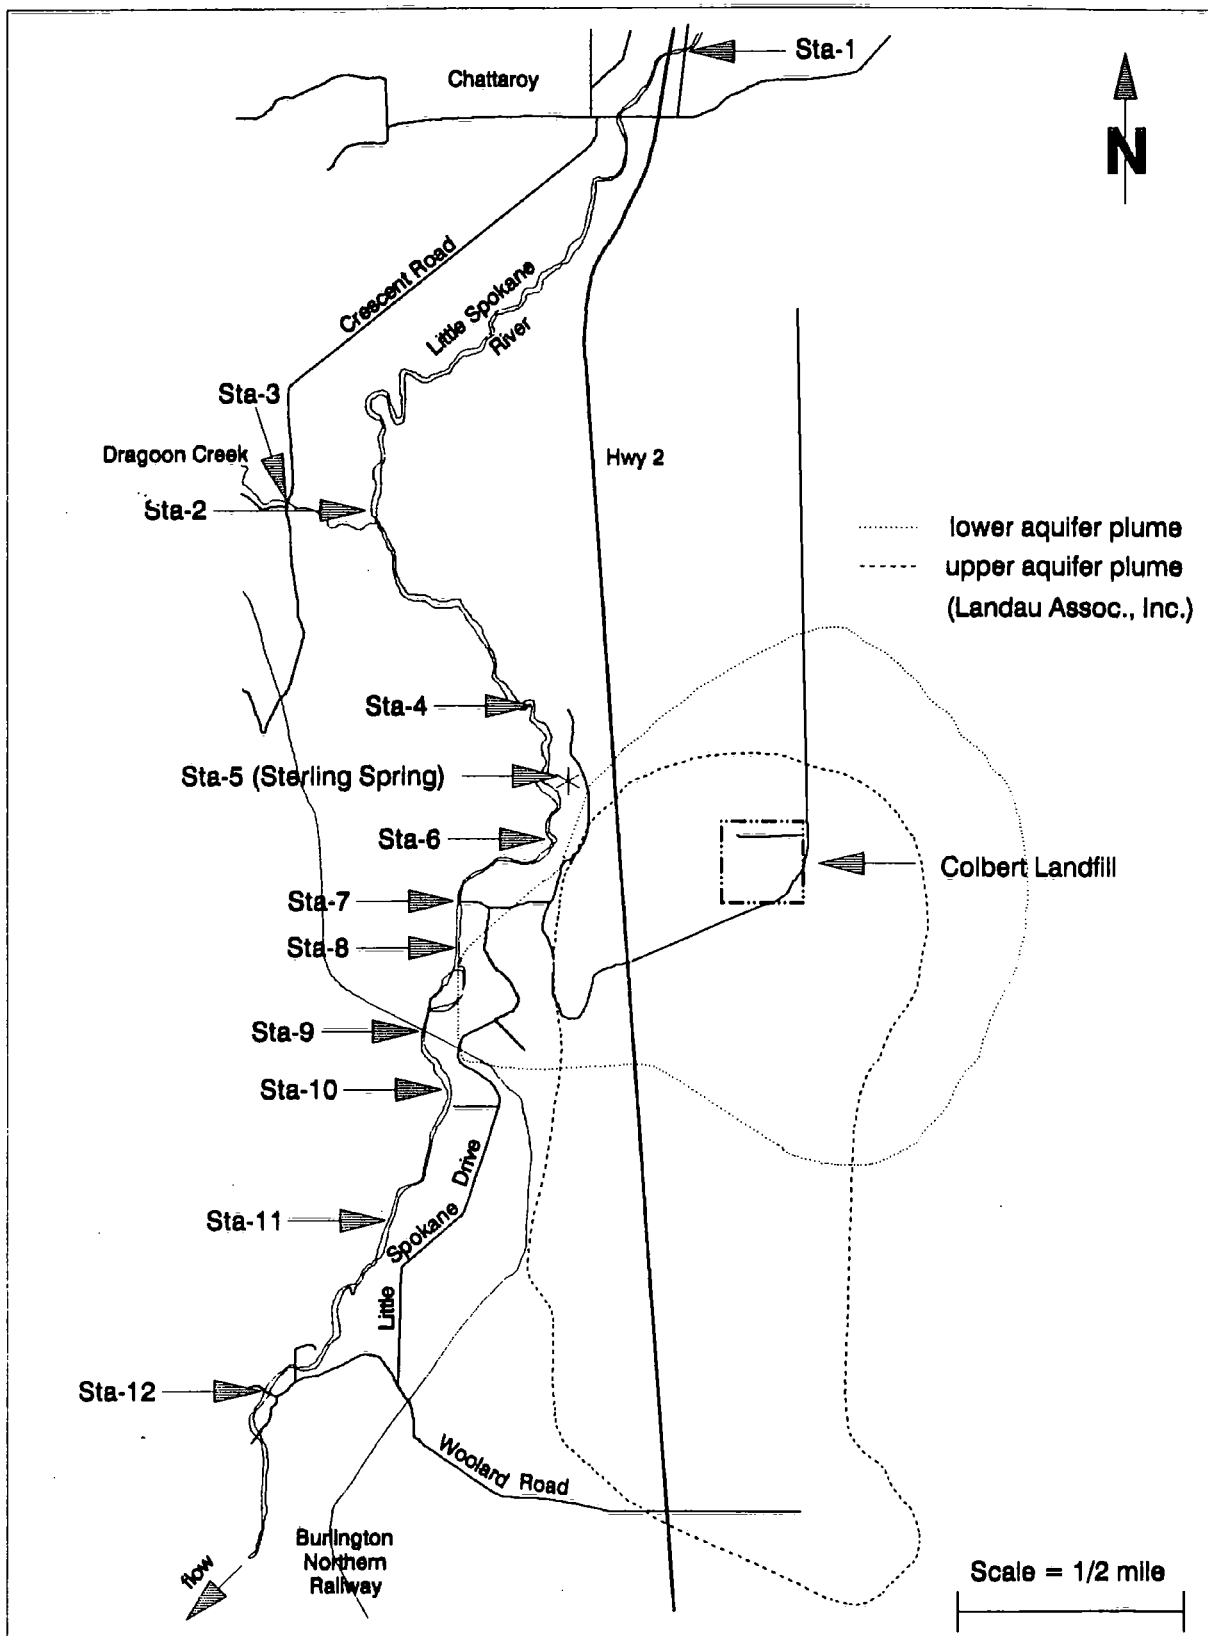 Sta-1
Chattaroy
N
Crescent Road
Little Spokane
River
Sta-3
Dragoon Creek
Hwy 2
Sta-2
lower aquifer plume
upper aquifer plume
(Landau Assoc., Inc.)
Sta-4
Sta-5 (Sterling Spring)
Sta-6
Colbert Landfill
Sta-7
Sta-8
Sta-9
Sta-10
Sta-11
Little Spokane Drive
Sta-12
Woolard Road
Burlington
Northern
Railway
flow
Scale = 1/2 mile